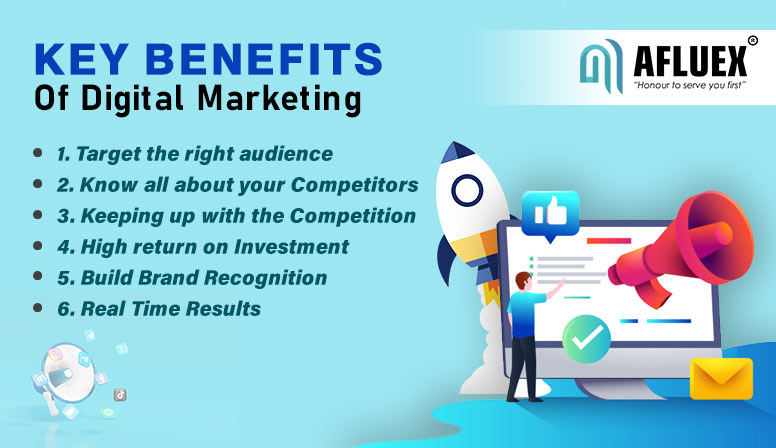 KEY BENEFITS
Of Digital Marketing
AFLUEX®
"Honour to serve you first"
• 1. Target the right audience
• 2. Know all about your Competitors
• 3. Keeping up with the Competition
• 4. High return on Investment
• 5. Build Brand Recognition
• 6. Real Time Results